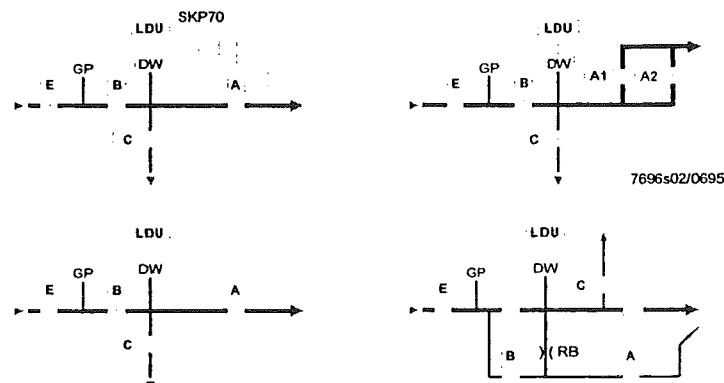 SKP70
LDU LDU
GP DW GP DW
E B A E B A1 A2
C C
7696s02/0695
LDU LDU
GP DW GP DW
E B A E C
C
B )( RB A